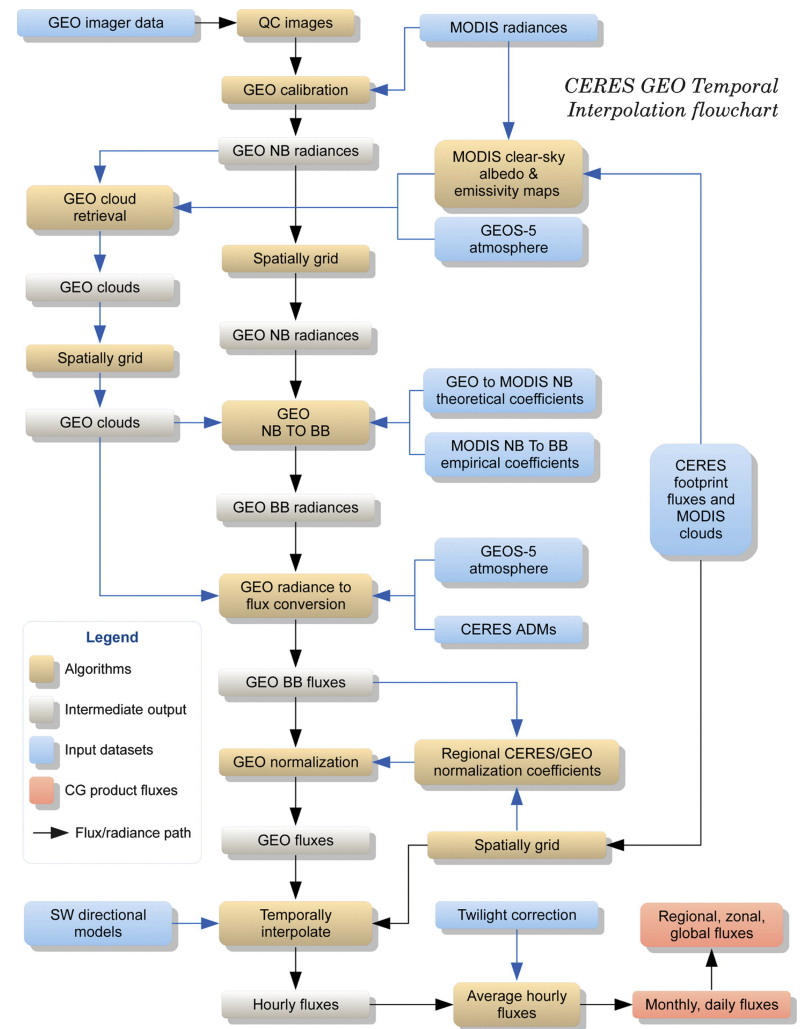 GEO imager data
QC images
MODIS radiances
CERES GEO Temporal
Interpolation flowchart
GEO calibration
GEO NB radiances
MODIS clear-sky
albedo &
emissivity maps
GEO cloud
retrieval
GEOS-5
atmosphere
Spatially grid
GEO clouds
GEO NB radiances
Spatially grid
GEO to MODIS NB
theoretical coefficients
GEO clouds
GEO
NB TO BB
MODIS NB To BB
empirical coefficients
CERES
footprint
fluxes and
MODIS
clouds
GEO BB radiances
GEOS-5
atmosphere
GEO radiance to
flux conversion
CERES ADMs
Legend
Algorithms
Intermediate output
Input datasets
CG product fluxes
Flux/radiance path
GEO BB fluxes
GEO normalization
Regional CERES/GEO
normalization coefficients
GEO fluxes
Spatially grid
SW directional
models
Temporally
interpolate
Twilight correction
Regional, zonal,
global fluxes
Hourly fluxes
Average hourly
fluxes
Monthly, daily fluxes